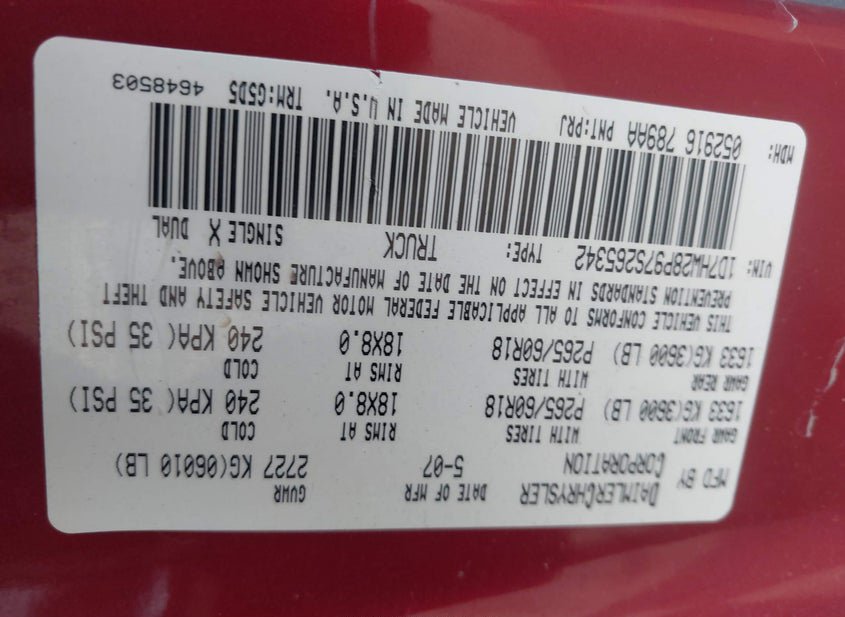 MFD BY DAIMLERCHRYSLER CORPORATION DATE OF MFR 5-07 GVWR 2727 KG(06010 LB)
GAWR FRONT WITH TIRES RIMS AT COLD
1633 KG(3600 LB) P265/60R18 18X8.0 240 KPA(35 PSI)
GAWR REAR WITH TIRES RIMS AT COLD
1633 KG(3600 LB) P265/60R18 18X8.0 240 KPA(35 PSI)
THIS VEHICLE CONFORMS TO ALL APPLICABLE FEDERAL MOTOR VEHICLE SAFETY AND THEFT
PREVENTION STANDARDS IN EFFECT ON THE DATE OF MANUFACTURE SHOWN ABOVE.
VIN: 1D7HW28P97S265342 TYPE: TRUCK SINGLE X DUAL
MDH: 052916 789AA PNT:PRJ VEHICLE MADE IN U.S.A. TRM:G5D5 4648503